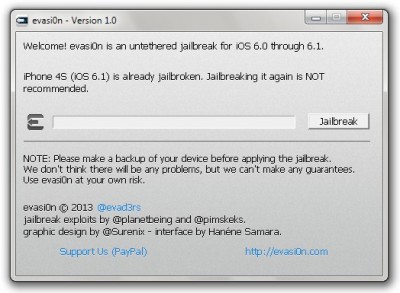 evasi0n - Version 1.0
Welcome! evasi0n is an untethered jailbreak for iOS 6.0 through 6.1.
iPhone 4S (iOS 6.1) is already jailbroken. Jailbreaking it again is NOT
recommended.
Jailbreak
NOTE: Please make a backup of your device before applying the jailbreak.
We don't think there will be any problems, but we can't make any guarantees.
Use evasi0n at your own risk.
evasi0n © 2013 @evad3rs
jailbreak exploits by @planetbeing and @pimskeks.
graphic design by @Surenix - interface by Hanéne Samara.
Support Us (PayPal) http://evasi0n.com